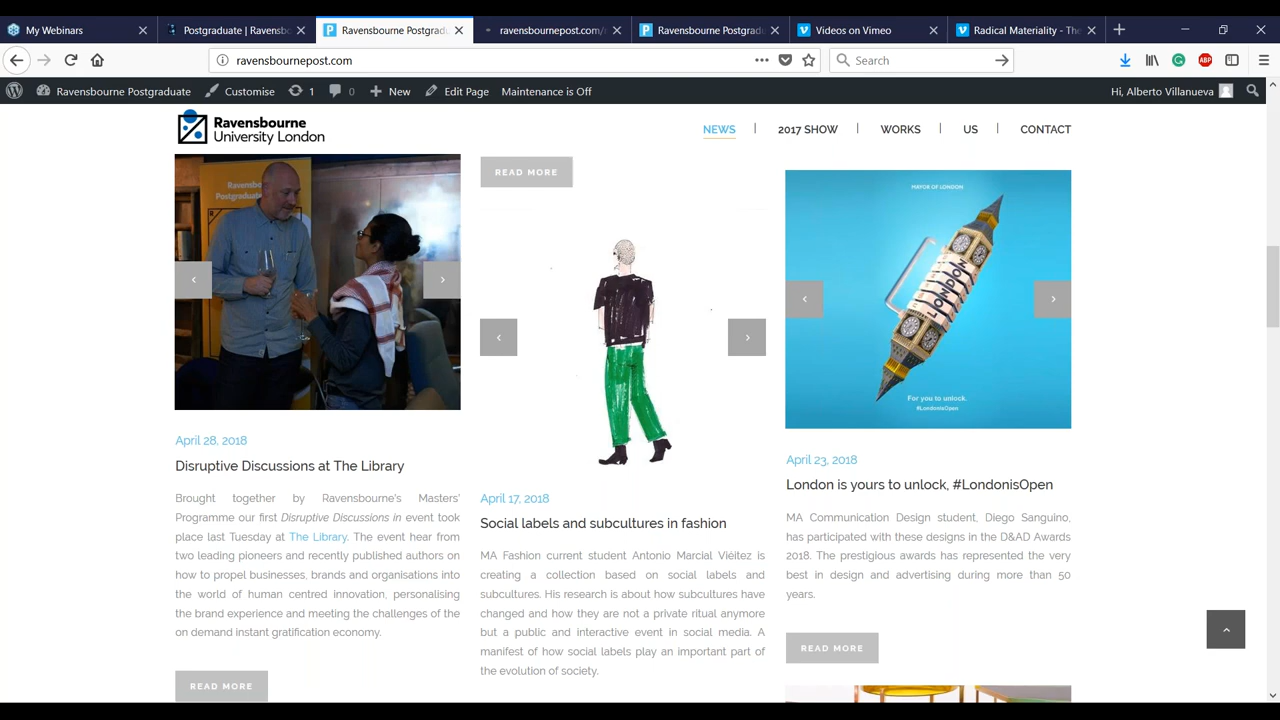 My Webinars
Postgraduate | Ravensbo
Ravensbourne Postgrad
ravensbournepost.com/
Ravensbourne Postgrad
Videos on Vimeo
Radical Materiality - The
ravensbournepost.com
Search
Ravensbourne Postgraduate
Customise
1
0
New
Edit Page
Maintenance is Off
Hi, Alberto Villanueva
Ravensbourne
University London
NEWS
2017 SHOW
WORKS
US
CONTACT
Ravensbo
Postgraduate
April 28, 2018
Disruptive Discussions at The Library
Brought together by Ravensbourne's Masters'
Programme our first Disruptive Discussions in event took
place last Tuesday at The Library. The event hear from
two leading pioneers and recently published authors on
how to propel businesses, brands and organisations into
the world of human centred innovation, personalising
the brand experience and meeting the challenges of the
on demand instant gratification economy.
READ MORE
READ MORE
April 17, 2018
Social labels and subcultures in fashion
MA Fashion current student Antonio Marcial Viéitez is
creating a collection based on social labels and
subcultures. His research is about how subcultures have
changed and how they are not a private ritual anymore
but a public and interactive event in social media. A
manifest of how social labels play an important part of
the evolution of society.
MAYOR OF LONDON
LONDON
For you to unlock.
#LondonIsOpen
April 23, 2018
London is yours to unlock, #LondonisOpen
MA Communication Design student, Diego Sanguino,
has participated with these designs in the D&AD Awards
2018. The prestigious awards has represented the very
best in design and advertising during more than 50
years.
READ MORE